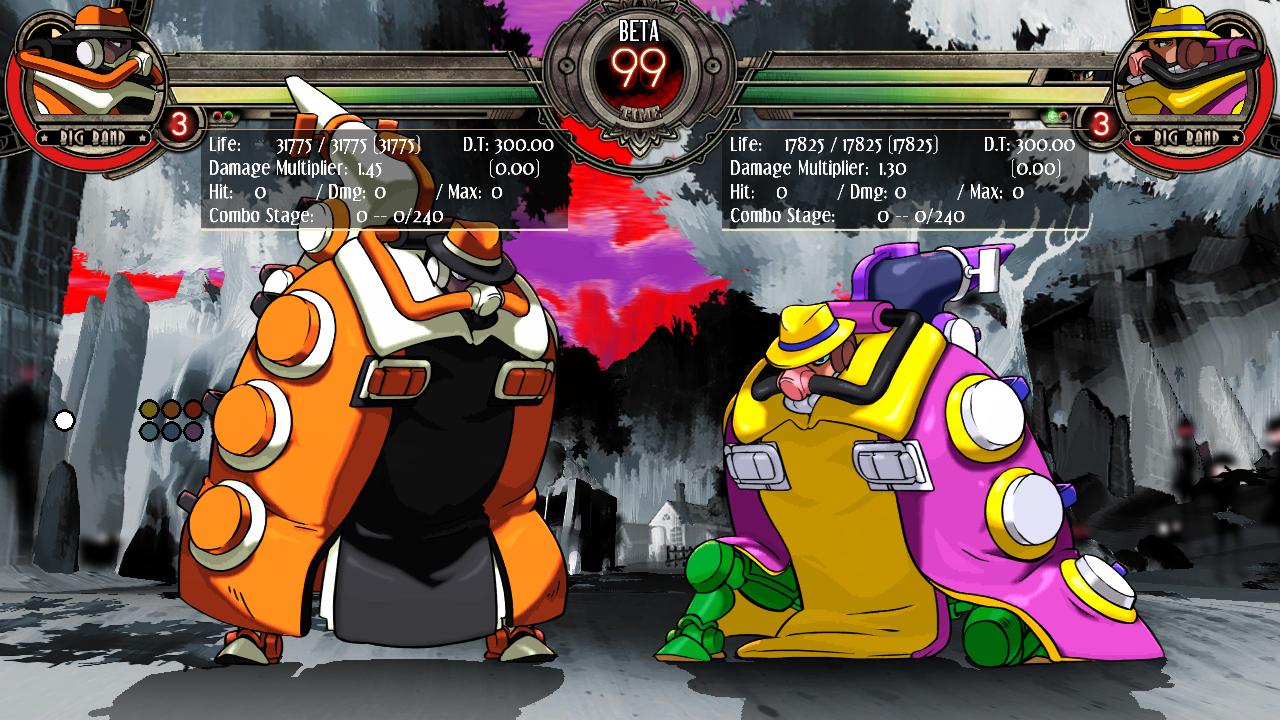 BETA
99
TIME
BIG BAND
3
3
BIG BAND
Life: 31775 / 31775 (31775) D.T: 300.00
Damage Multiplier: 1.45 (0.00)
Hit: 0 / Dmg: 0 / Max: 0
Combo Stage: 0 -- 0/240
Life: 17825 / 17825 (17825) D.T: 300.00
Damage Multiplier: 1.30 (0.00)
Hit: 0 / Dmg: 0 / Max: 0
Combo Stage: 0 -- 0/240